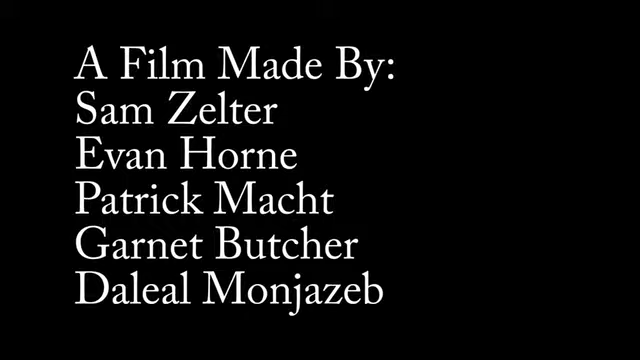 A Film Made By:
Sam Zelter
Evan Horne
Patrick Macht
Garnet Butcher
Daleal Monjazeb